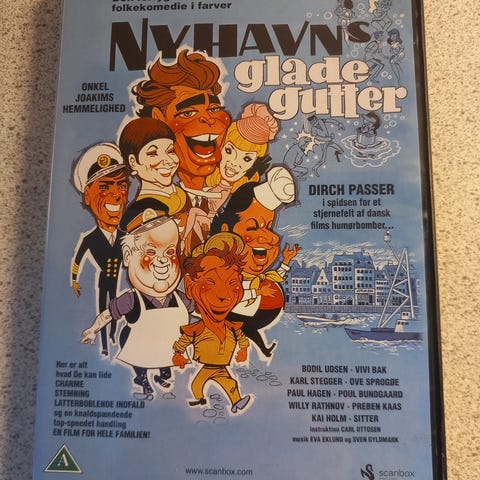 folkekomedie i farver
NYHAVNs
glade
gutter
ONKEL
JOAKIMS
HEMMELIGHED
DIRCH PASSER
i spidsen for et
stjernefelt af dansk
films humørbomber...
Her er alt
hvad De kan lide
CHARME
STEMNING
LATTERBOBLENDE INDFALD
og en knaldspændende
top-speedet handling
EN FILM FOR HELE FAMILIEN!
BODIL UDSEN · VIVI BAK
KARL STEGGER · OVE SPROGØE
PAUL HAGEN · POUL BUNDGAARD
WILLY RATHNOV · PREBEN KAAS
KAI HOLM · SITTER
instruktion CARL OTTOSEN
musik EVA EKLUND og SVEN GYLDMARK
A
www.scanbox.com
scanbox